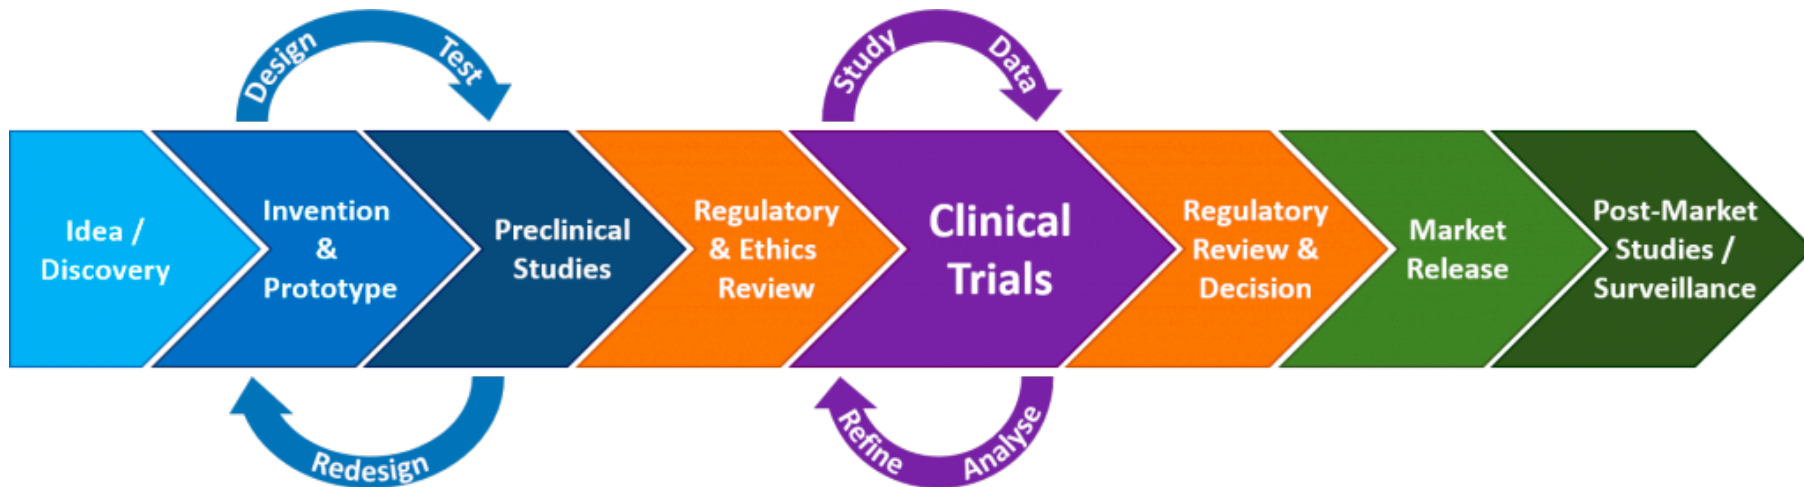 Design Test
Study Data
Idea /
Discovery
Invention
&
Prototype
Preclinical
Studies
Regulatory
& Ethics
Review
Clinical
Trials
Regulatory
Review &
Decision
Market
Release
Post-Market
Studies /
Surveillance
Redesign
Refine Analyse